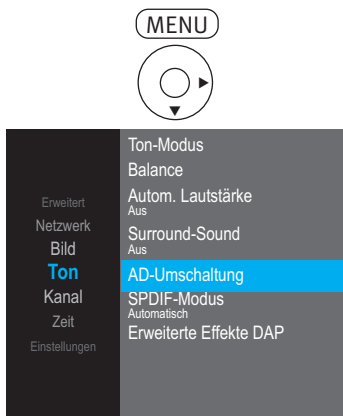 MENU
Erweitert
Netzwerk
Bild
Ton
Kanal
Zeit
Einstellungen
Ton-Modus
Balance
Autom. Lautstärke
Aus
Surround-Sound
Aus
AD-Umschaltung
SPDIF-Modus
Automatisch
Erweiterte Effekte DAP